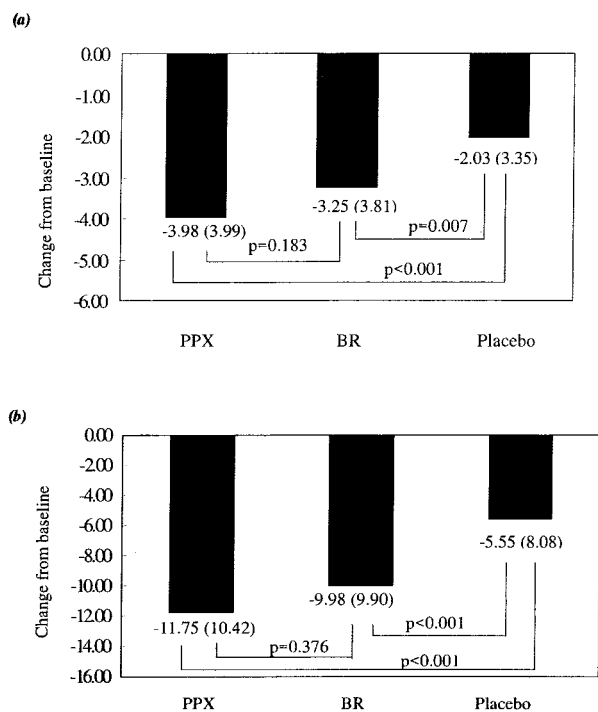 (a)
0.00
-1.00
-2.00
-3.00
-4.00
-5.00
-6.00
Change from baseline
-3.98 (3.99)
-3.25 (3.81)
-2.03 (3.35)
p=0.183
p=0.007
p<0.001
PPX BR Placebo
(b)
0.00
-2.00
-4.00
-6.00
-8.00
-10.00
-12.00
-14.00
-16.00
Change from baseline
-11.75 (10.42)
-9.98 (9.90)
-5.55 (8.08)
p=0.376
p<0.001
p<0.001
PPX BR Placebo